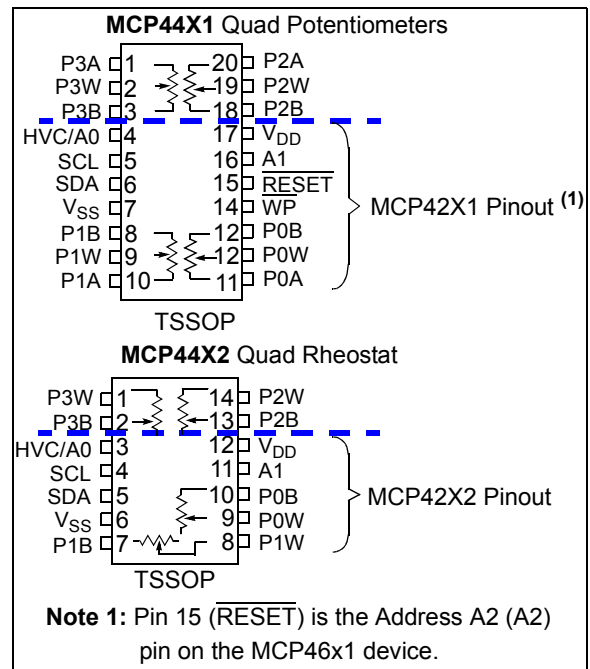 MCP44X1 Quad Potentiometers
P3A 1 20 P2A
P3W 2 19 P2W
P3B 3 18 P2B
HVC/A0 4 17 VDD
SCL 5 16 A1
SDA 6 15 RESET
VSS 7 14 WP
P1B 8 12 P0B
P1W 9 12 P0W
P1A 10 11 P0A
MCP42X1 Pinout (1)
TSSOP
MCP44X2 Quad Rheostat
P3W 1 14 P2W
P3B 2 13 P2B
HVC/A0 3 12 VDD
SCL 4 11 A1
SDA 5 10 P0B
VSS 6 9 P0W
P1B 7 8 P1W
MCP42X2 Pinout
TSSOP
Note 1: Pin 15 (RESET) is the Address A2 (A2)
pin on the MCP46x1 device.